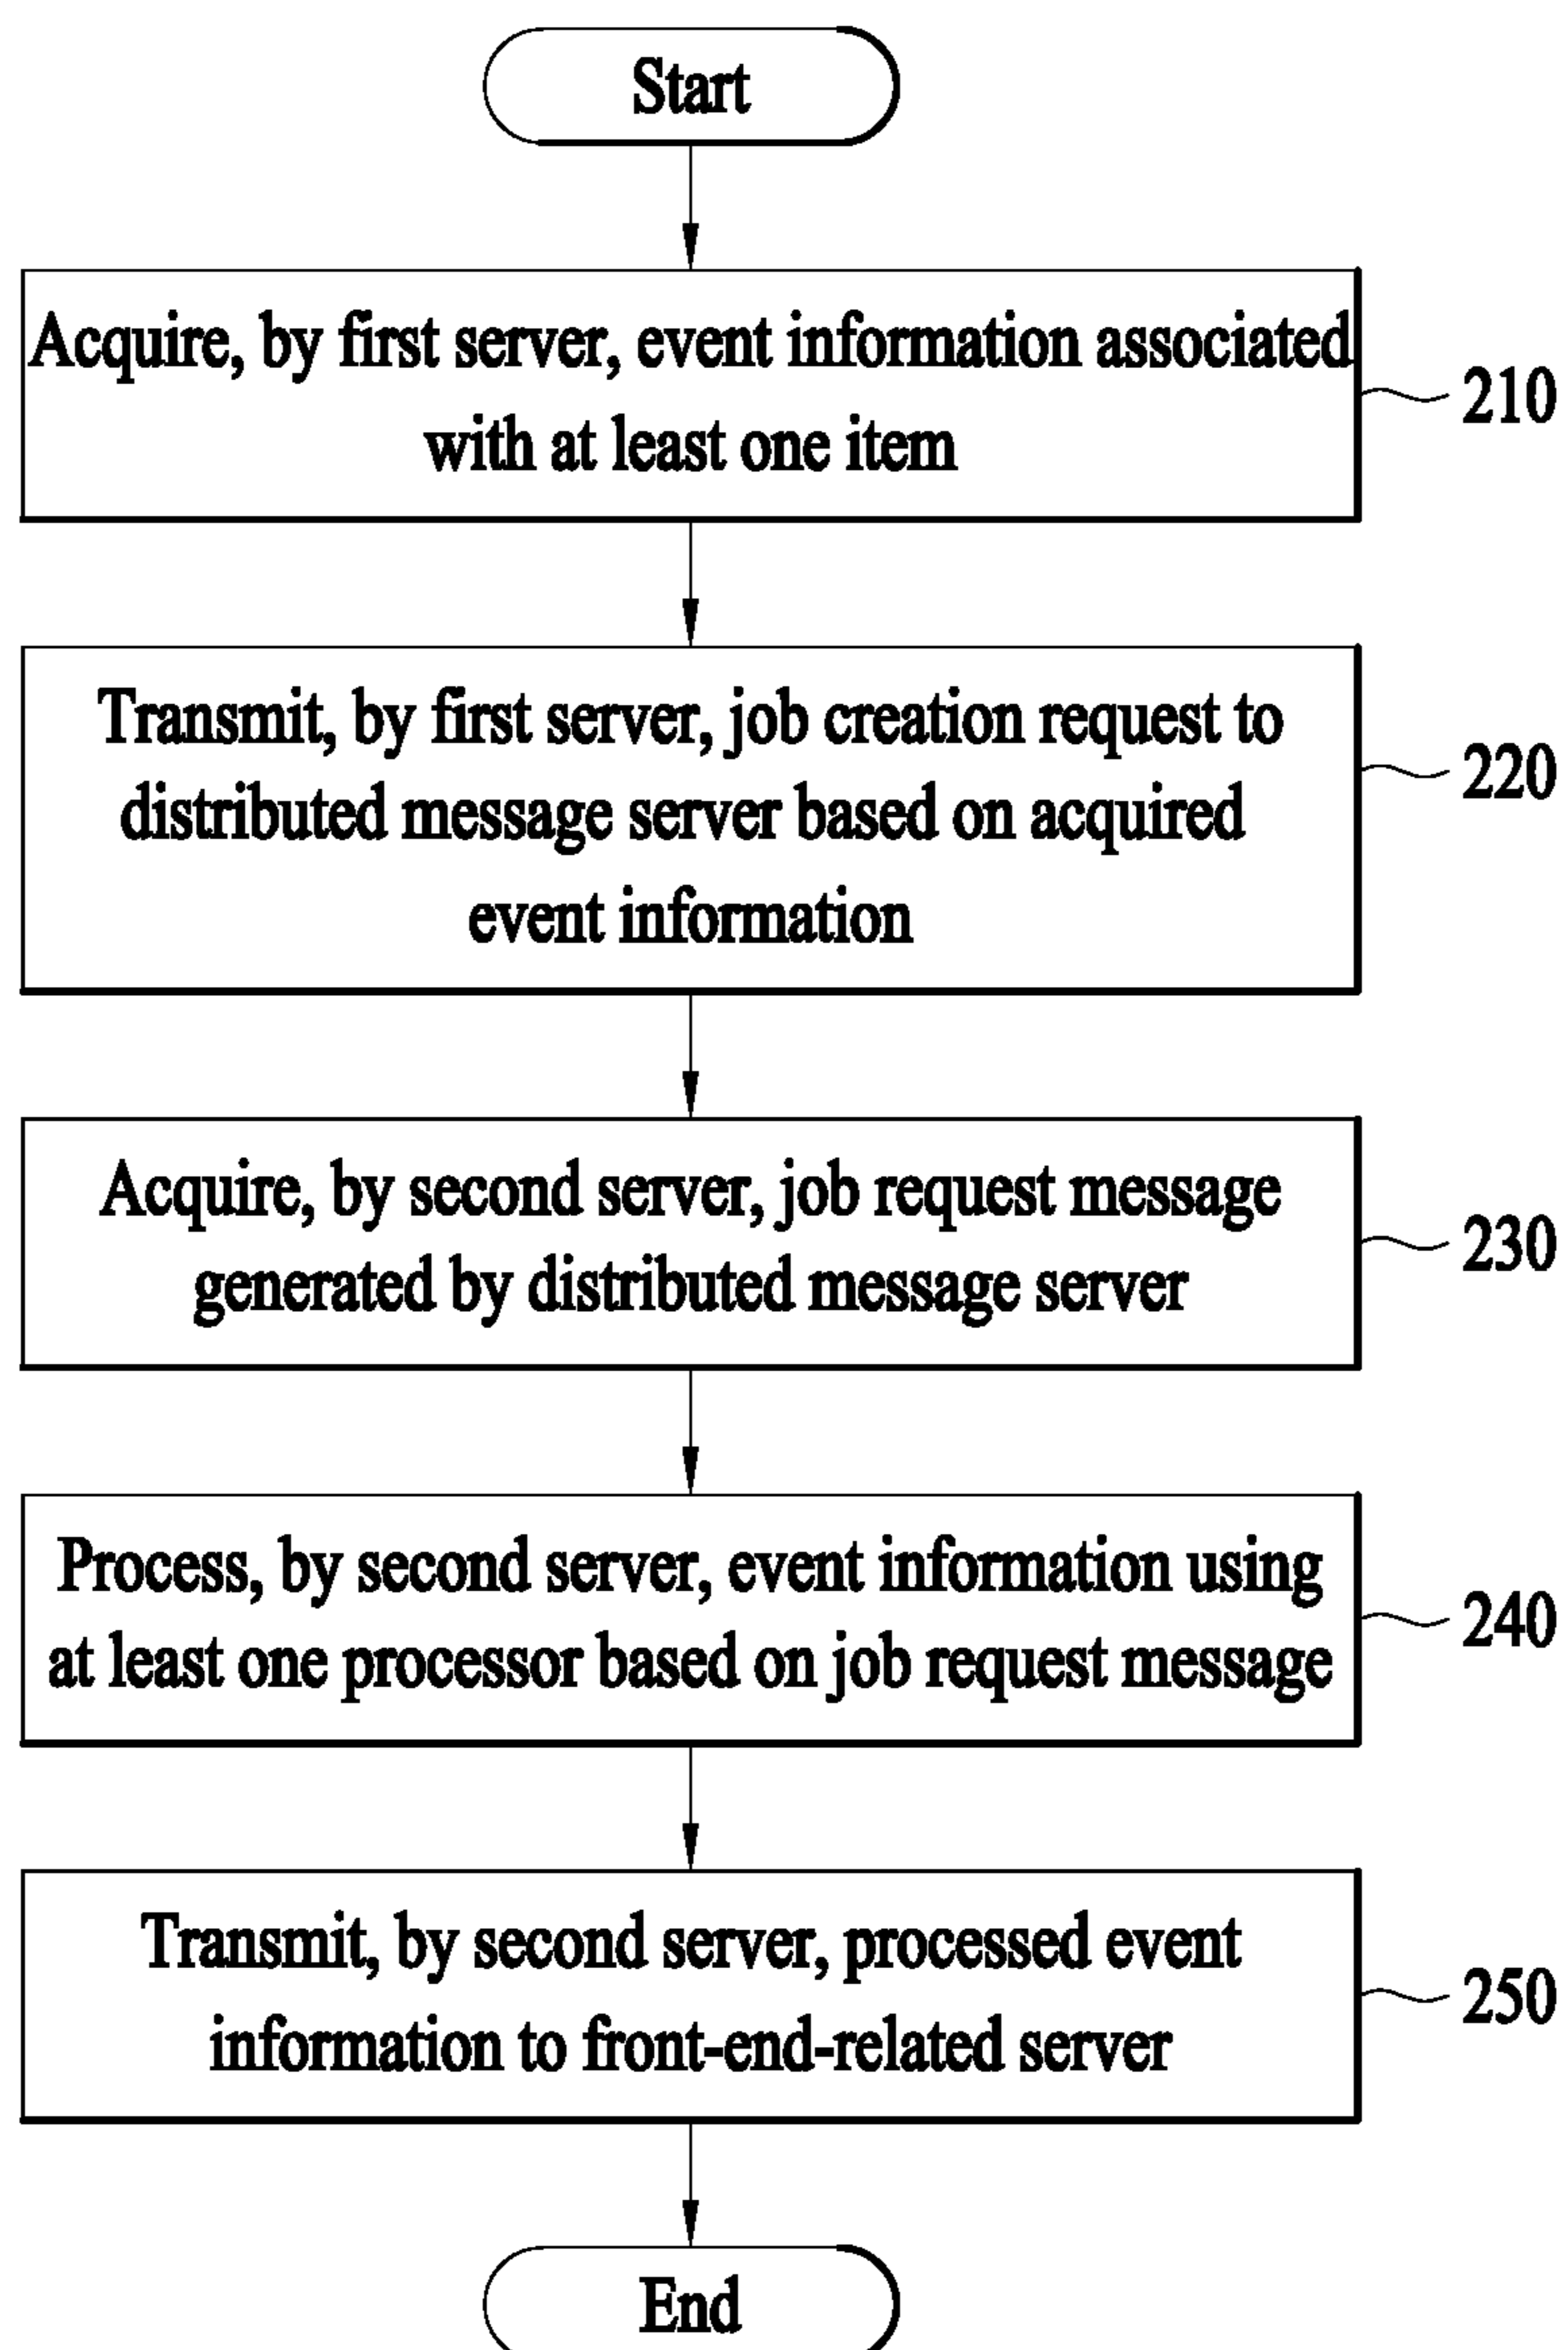 Start
Acquire, by first server, event information associated
with at least one item
210
Transmit, by first server, job creation request to
distributed message server based on acquired
event information
220
Acquire, by second server, job request message
generated by distributed message server
230
Process, by second server, event information using
at least one processor based on job request message
240
Transmit, by second server, processed event
information to front-end-related server
250
End